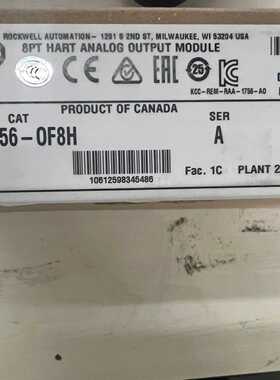 ROCKWELL AUTOMATION - 1201 S 2ND ST, MILWAUKEE, WI 53204 USA
8PT HART ANALOG OUTPUT MODULE
25
KCC-REM-RAA-1756-AO
PRODUCT OF CANADA
CAT SER
56-OF8H A
Fac. 1C PLANT 2
10612598345486